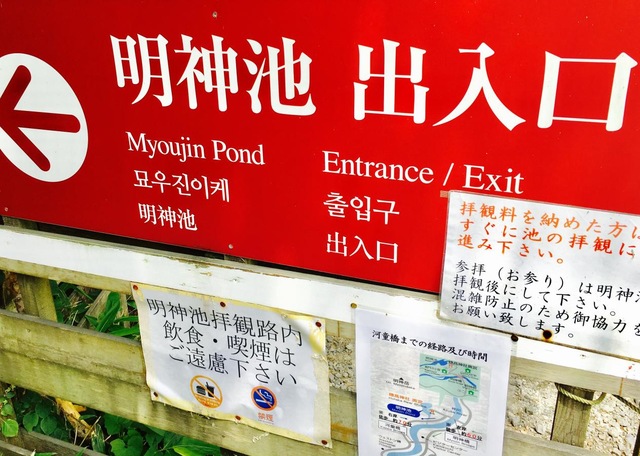 明神池 出入口
Myoujin Pond
묘우진이케
明神池
Entrance / Exit
출입구
出入口
拝観料を納めた方は
すぐに池の拝観に
進み下さい。
参拝（お参り）は明神
拝観後にして下さい。
混雑防止のため御協力を
お願い致します。
明神池拝観路内
飲食・喫煙は
ご遠慮下さい
禁煙
河童橋までの経路及び時間